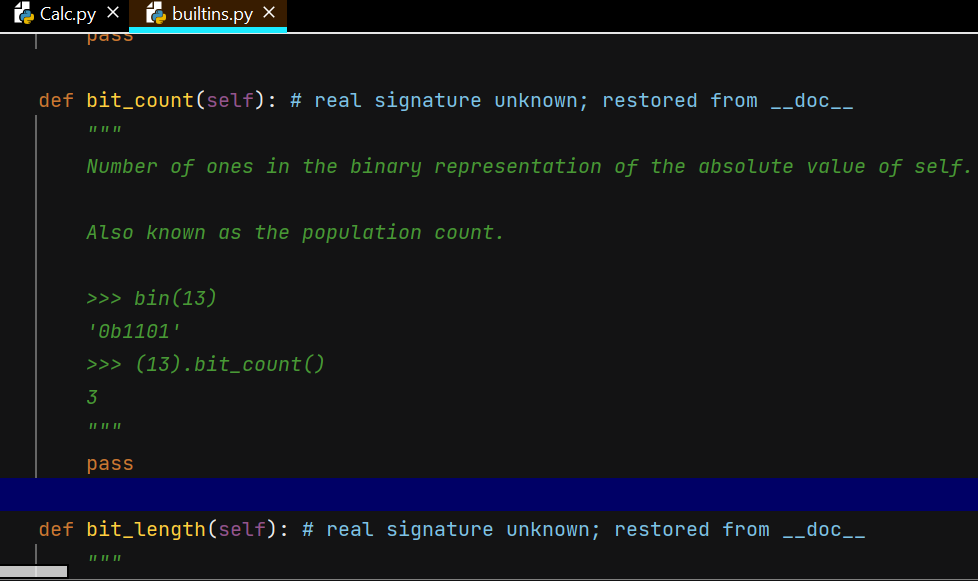 Calc.py × builtins.py ×
pass
def bit_count(self): # real signature unknown; restored from __doc__
"""
Number of ones in the binary representation of the absolute value of self.
Also known as the population count.
>>> bin(13)
'0b1101'
>>> (13).bit_count()
3
"""
pass
def bit_length(self): # real signature unknown; restored from __doc__
"""